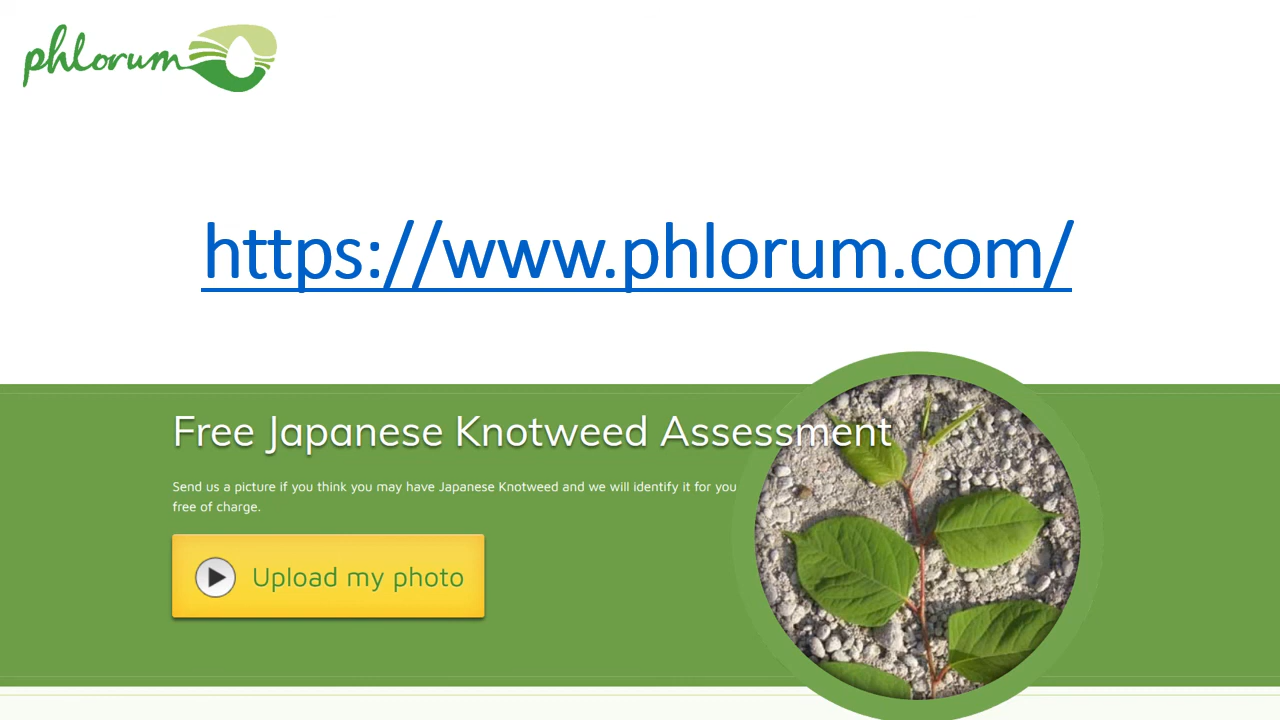 phlorum
https://www.phlorum.com/
Free Japanese Knotweed Assessment
Send us a picture if you think you may have Japanese Knotweed and we will identify it for you
free of charge.
Upload my photo